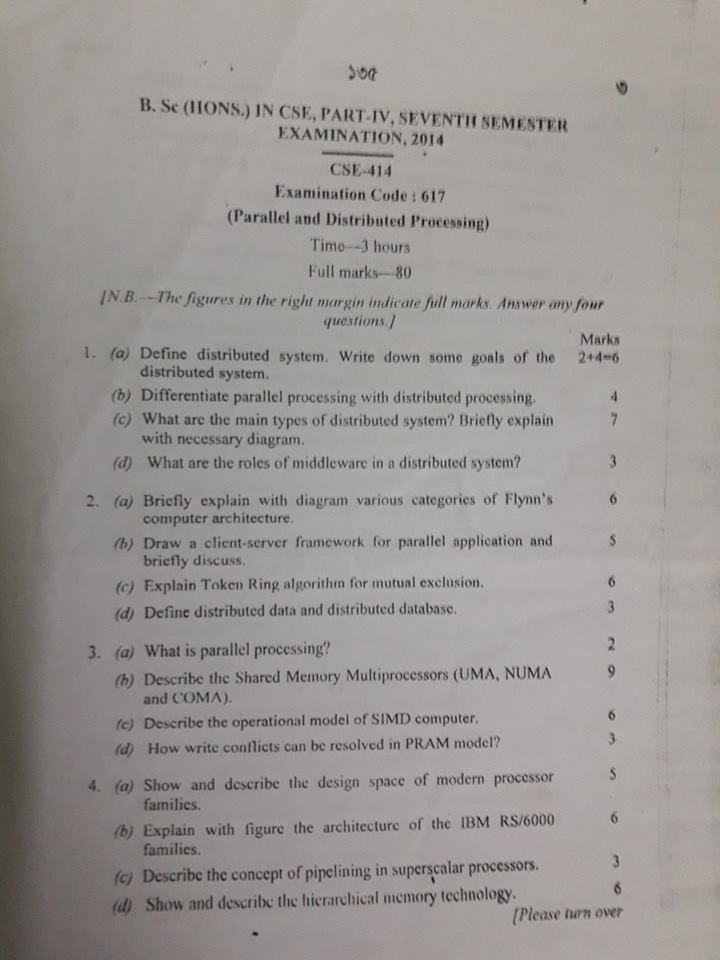 ১৩৫
৩
B. Sc (HONS.) IN CSE, PART-IV, SEVENTH SEMESTER
EXAMINATION, 2014
CSE-414
Examination Code : 617
(Parallel and Distributed Processing)
Time—3 hours
Full marks—80
[N.B.—The figures in the right margin indicate full marks. Answer any four
questions.]
Marks
1. (a) Define distributed system. Write down some goals of the 2+4=6
distributed system.
(b) Differentiate parallel processing with distributed processing. 4
(c) What are the main types of distributed system? Briefly explain 7
with necessary diagram.
(d) What are the roles of middleware in a distributed system? 3
2. (a) Briefly explain with diagram various categories of Flynn's 6
computer architecture.
(b) Draw a client-server framework for parallel application and 5
briefly discuss.
(c) Explain Token Ring algorithm for mutual exclusion. 6
(d) Define distributed data and distributed database. 3
3. (a) What is parallel processing? 2
(b) Describe the Shared Memory Multiprocessors (UMA, NUMA 9
and COMA).
(c) Describe the operational model of SIMD computer. 6
(d) How write conflicts can be resolved in PRAM model? 3
4. (a) Show and describe the design space of modern processor 5
families.
(b) Explain with figure the architecture of the IBM RS/6000 6
families.
(c) Describe the concept of pipelining in superscalar processors. 3
(d) Show and describe the hierarchical memory technology. 6
[Please turn over